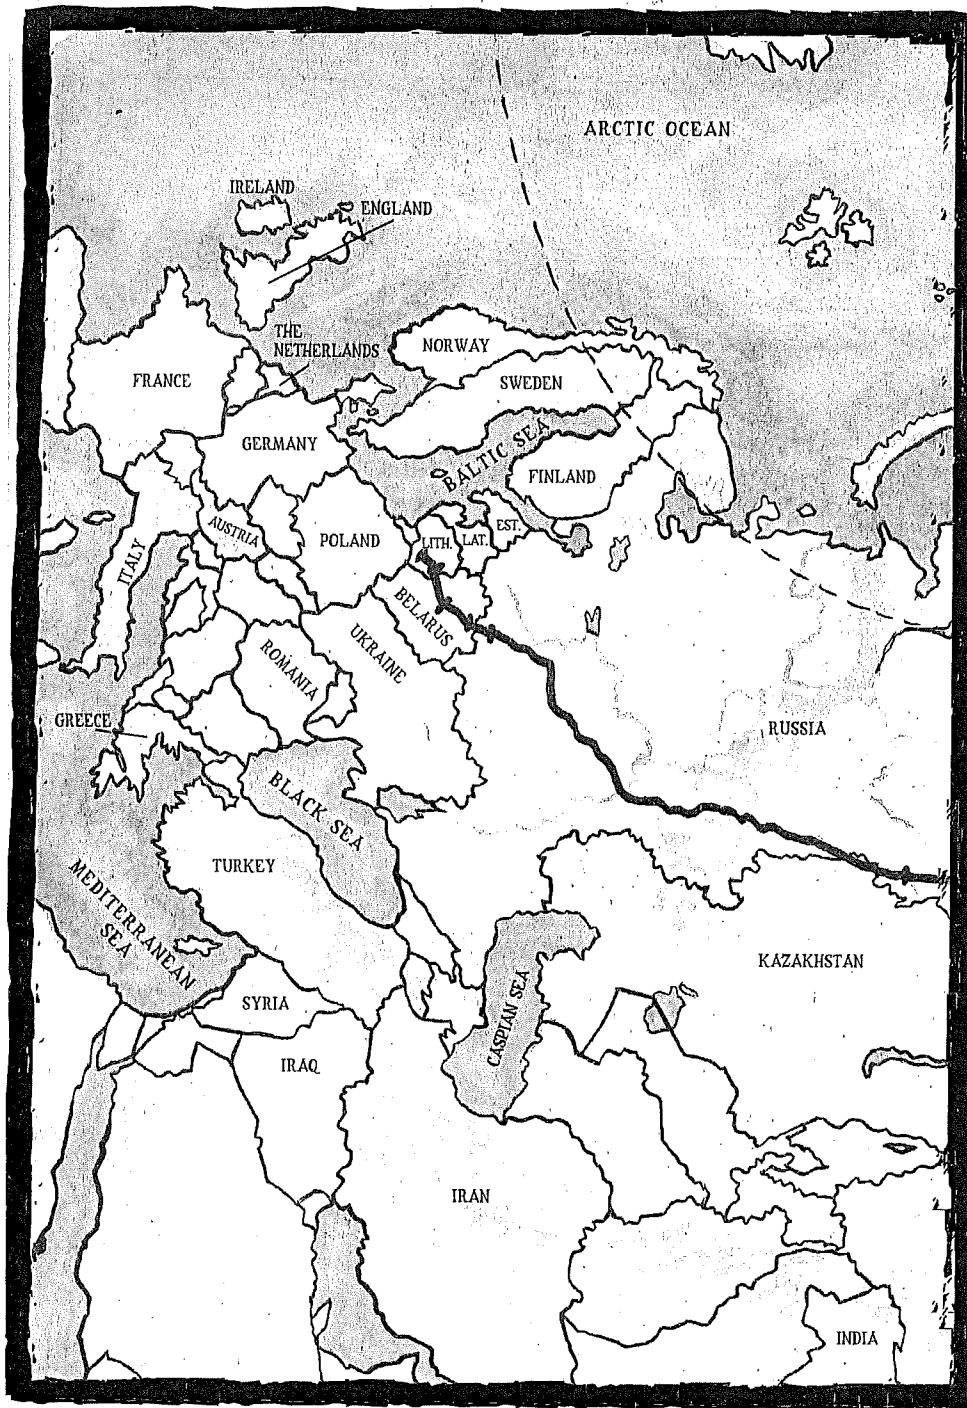 ARCTIC OCEAN
IRELAND
ENGLAND
THE
NETHERLANDS
NORWAY
FRANCE
SWEDEN
GERMANY
BALTIC SEA
FINLAND
AUSTRIA
POLAND
LITH.
LAT.
EST.
ITALY
BELARUS
UKRAINE
ROMANIA
GREECE
RUSSIA
BLACK SEA
TURKEY
MEDITERRANEAN
SEA
KAZAKHSTAN
SYRIA
CASPIAN SEA
IRAQ
IRAN
INDIA